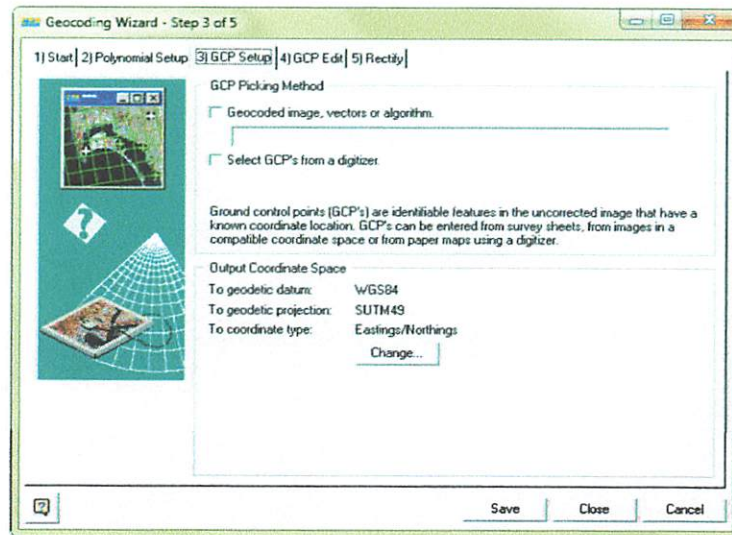 Geocoding Wizard - Step 3 of 5
1) Start 2) Polynomial Setup 3) GCP Setup 4) GCP Edit 5) Rectify
GCP Picking Method
Geocoded image, vectors or algorithm.
Select GCP's from a digitizer.
Ground control points (GCP's) are identifiable features in the uncorrected image that have a
known coordinate location. GCP's can be entered from survey sheets, from images in a
compatible coordinate space or from paper maps using a digitizer.
Output Coordinate Space
To geodetic datum: WGS84
To geodetic projection: SUTM49
To coordinate type: Eastings/Northings
Change...
Save Close Cancel